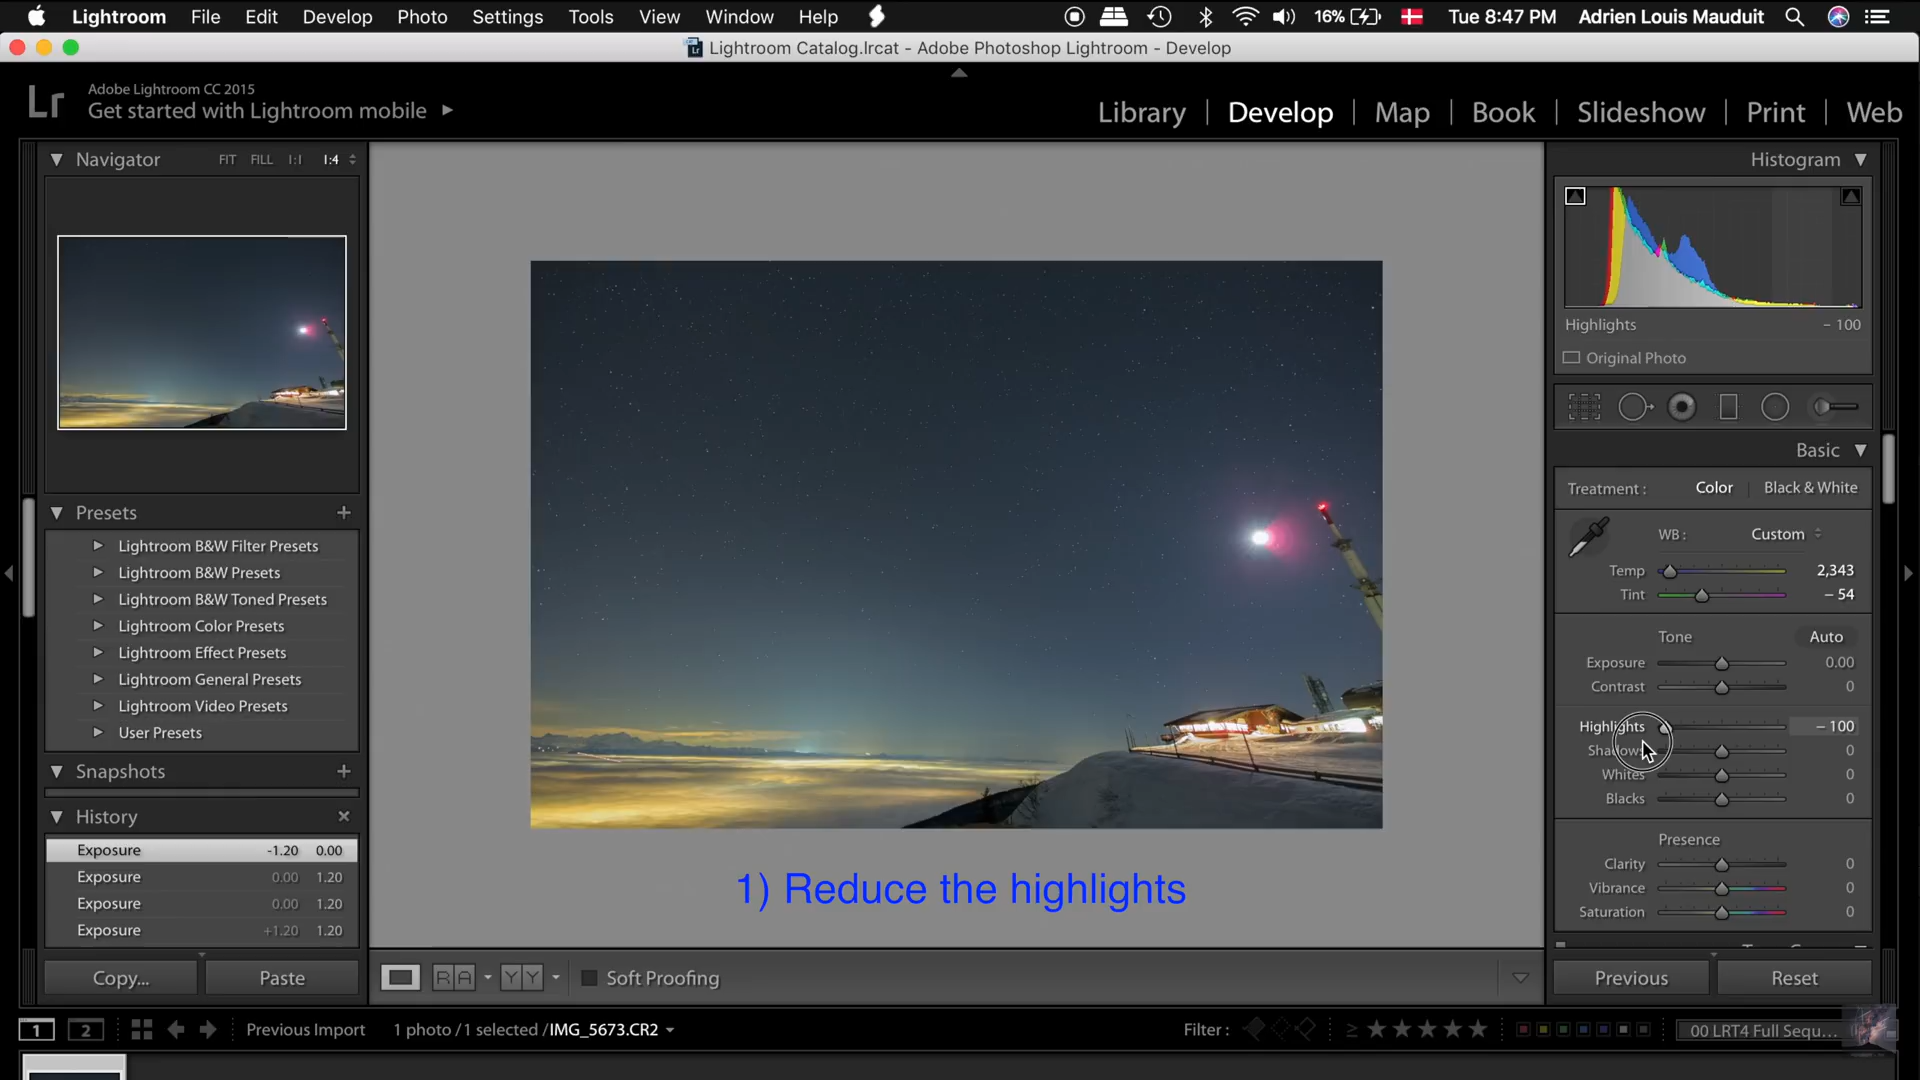 Lightroom File Edit Develop Photo Settings Tools View Window Help 16% Tue 8:47 PM Adrien Louis Mauduit
Lightroom Catalog.lrcat - Adobe Photoshop Lightroom - Develop
Lr
Adobe Lightroom CC 2015
Get started with Lightroom mobile
Library | Develop | Map | Book | Slideshow | Print | Web
Navigator FIT FILL 1:1 1:4
Presets
Lightroom B&W Filter Presets
Lightroom B&W Presets
Lightroom B&W Toned Presets
Lightroom Color Presets
Lightroom Effect Presets
Lightroom General Presets
Lightroom Video Presets
User Presets
Snapshots
History
Exposure -1.20 0.00
Exposure 0.00 1.20
Exposure 0.00 1.20
Exposure +1.20 1.20
Copy... Paste
1) Reduce the highlights
R A Y Y Soft Proofing
Histogram
Highlights - 100
Original Photo
Basic
Treatment : Color Black & White
WB : Custom
Temp 2,343
Tint - 54
Tone Auto
Exposure 0.00
Contrast 0
Highlights - 100
Shadows 0
Whites 0
Blacks 0
Presence
Clarity 0
Vibrance 0
Saturation 0
Previous Reset
1 2 Previous Import 1 photo / 1 selected / IMG_5673.CR2 Filter : ≥ ★★★★★ 00 LRT4 Full Sequ...